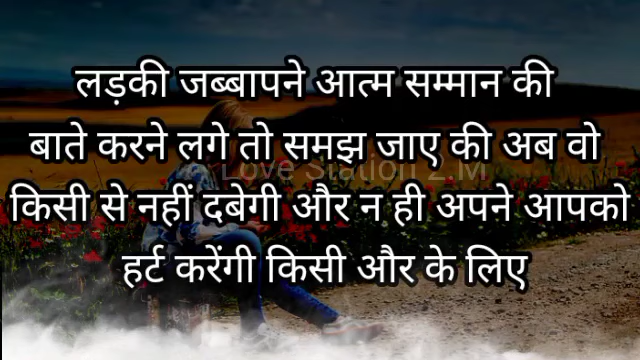 लड़की जब्बापने आत्म सम्मान की
बाते करने लगे तो समझ जाए की अब वो
Love Station Z.M
किसी से नहीं दबेगी और न ही अपने आपको
हर्ट करेंगी किसी और के लिए